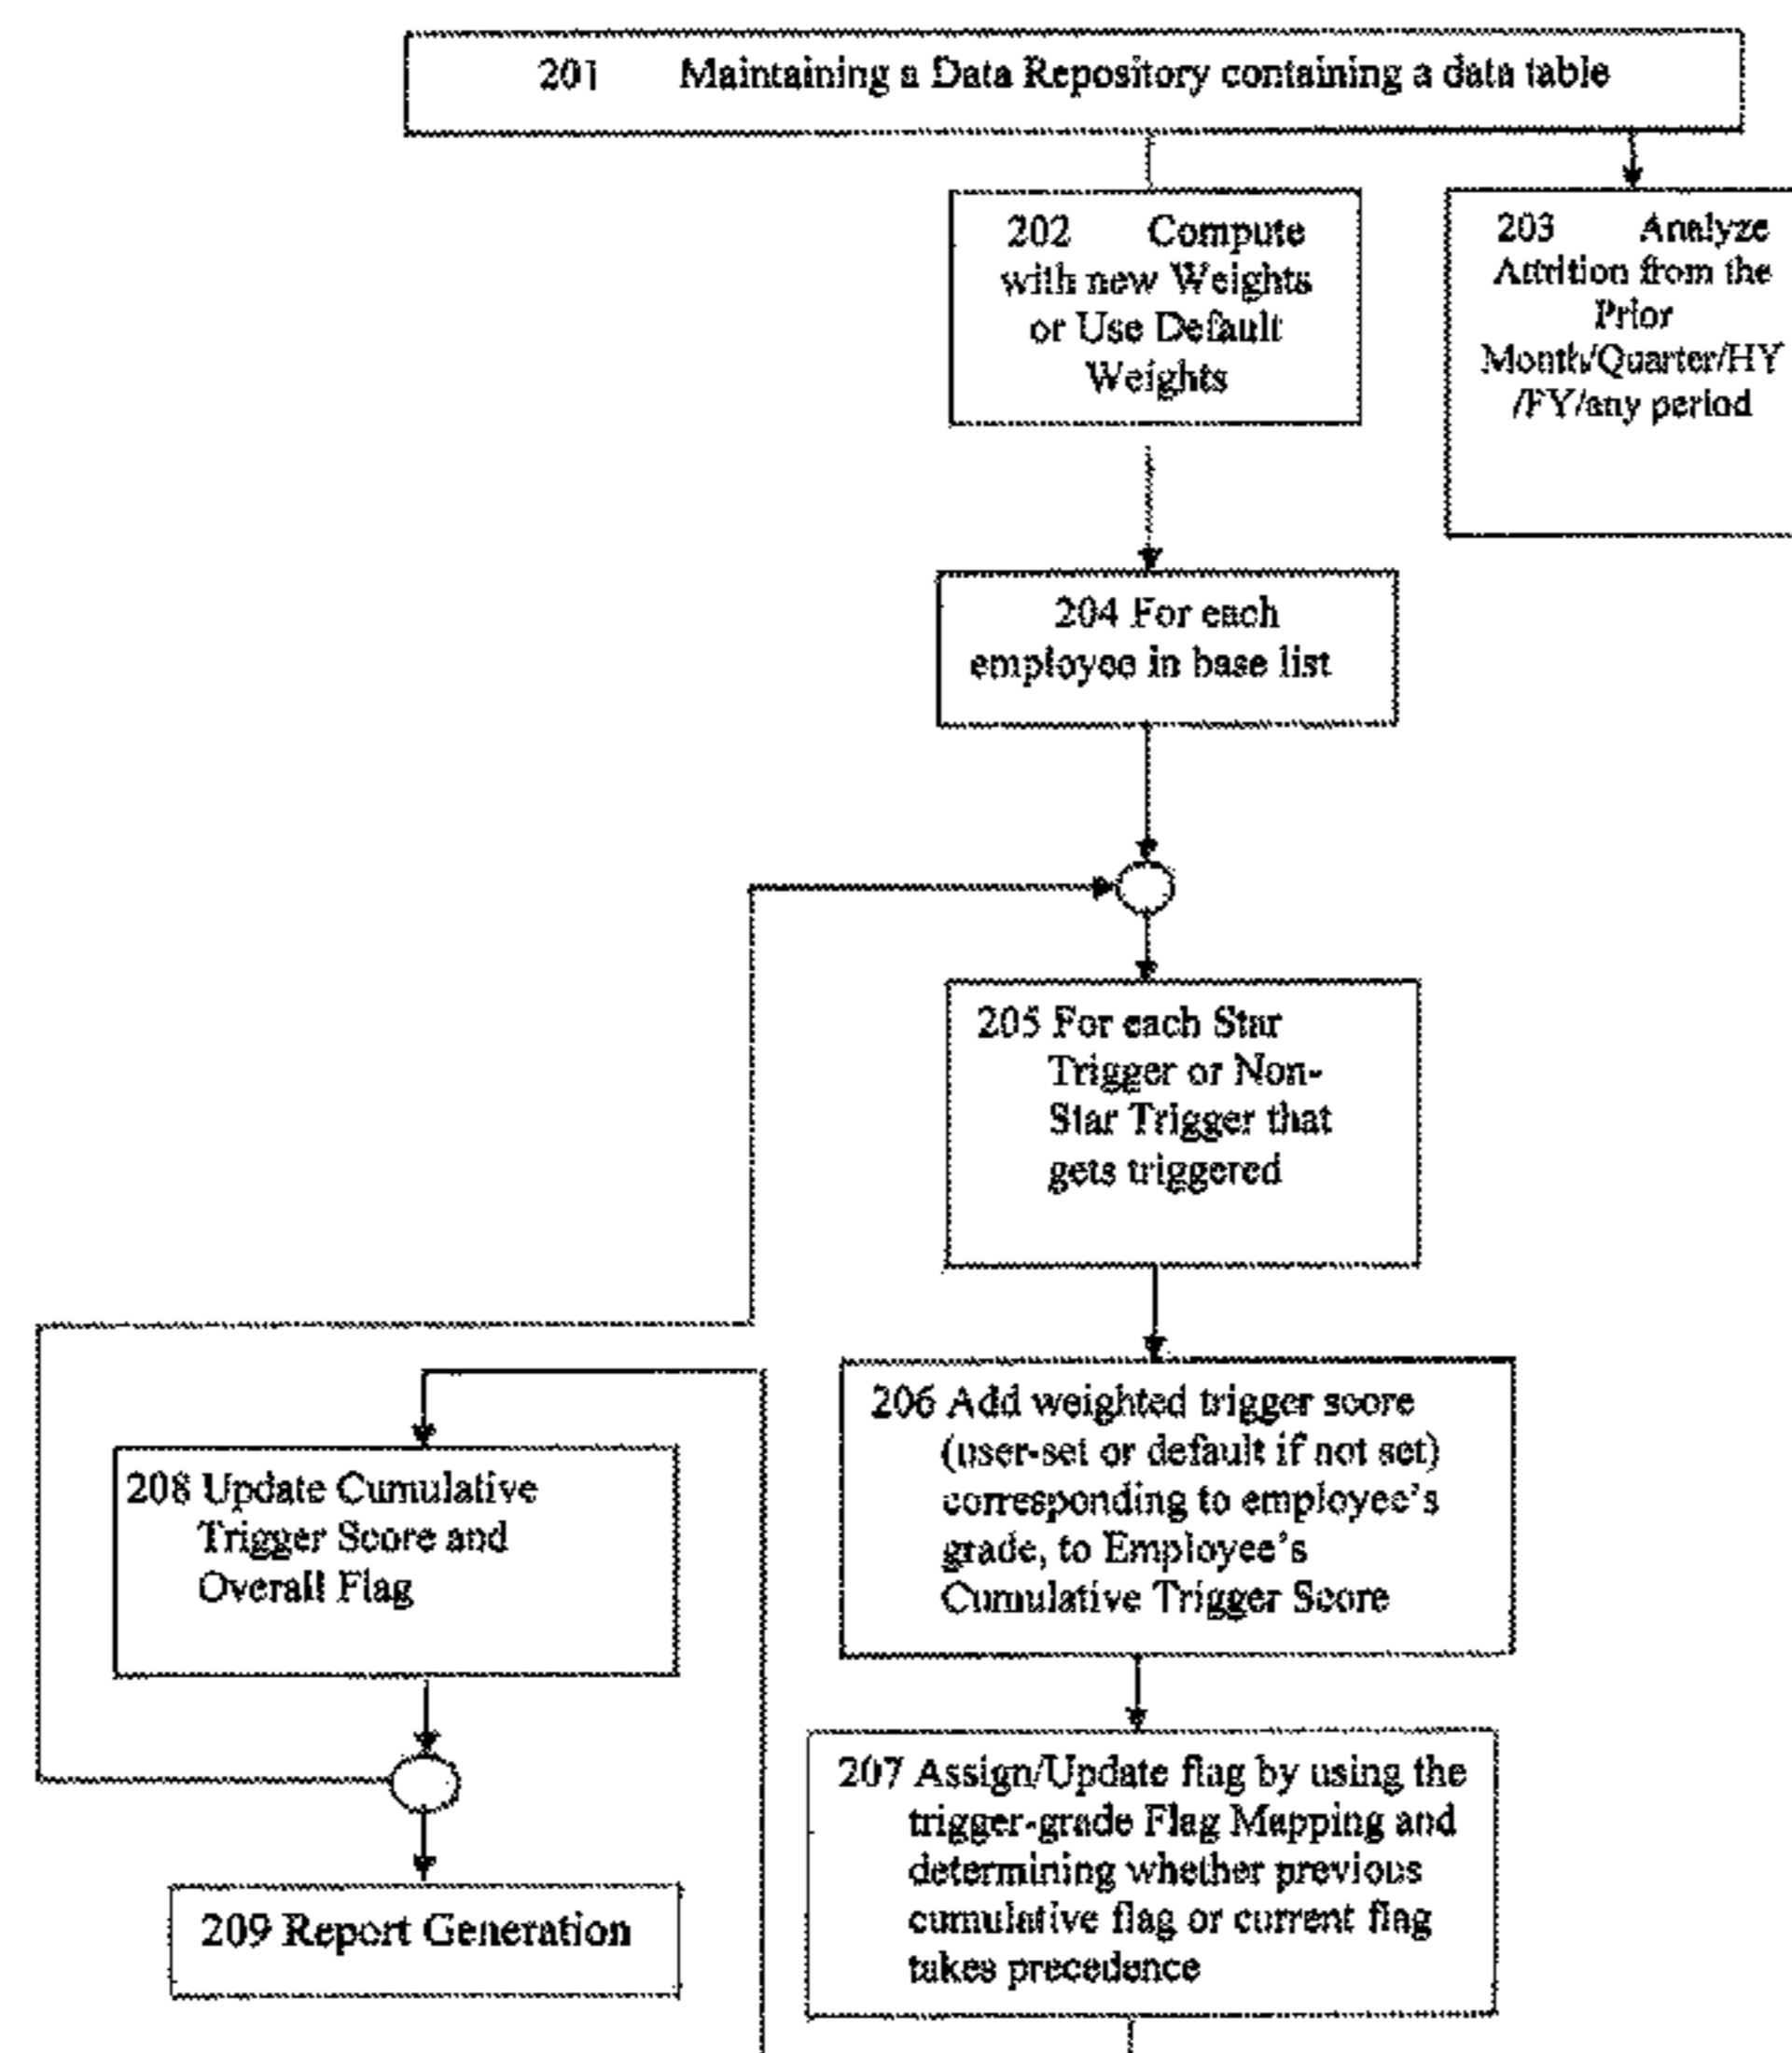 201 Maintaining a Data Repository containing a data table
202 Compute
with new Weights
or Use Default
Weights
203 Analyze
Attrition from the
Prior
Month/Quarter/HY
/FY/any period
204 For each
employee in base list
205 For each Star
Trigger or Non-
Star Trigger that
gets triggered
206 Add weighted trigger score
(user-set or default if not set)
corresponding to employee's
grade, to Employee's
Cumulative Trigger Score
207 Assign/Update flag by using the
trigger-grade Flag Mapping and
determining whether previous
cumulative flag or current flag
takes precedence
208 Update Cumulative
Trigger Score and
Overall Flag
209 Report Generation